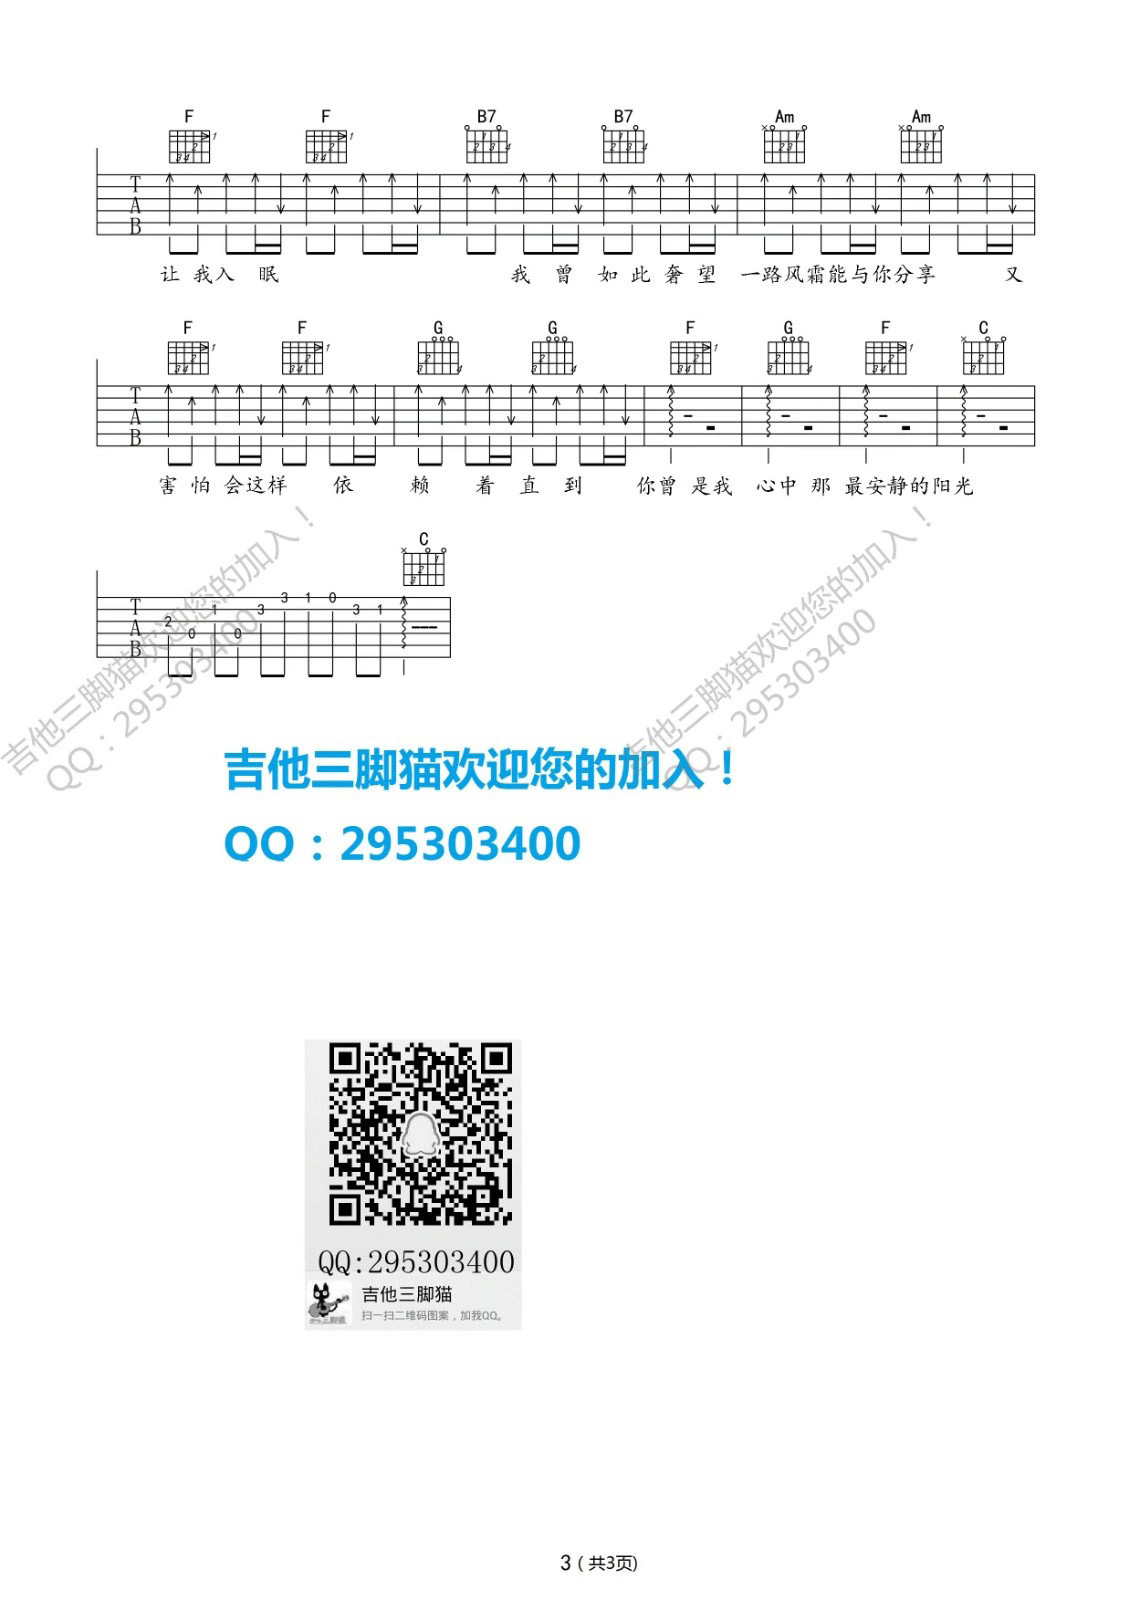 F F B7 B7 Am Am
T
A
B
让 我 入 眠 我 曾 如 此 奢 望 一路风霜能与你分享 又
F F G G F G F C
T
A
B
害 怕 会这样 依 赖 着 直 到 你曾 是我 心中 那 最安静的阳光
C
T
A
B
2 0 1 0 3 3 1 0 3 1
吉他三脚猫欢迎您的加入！
QQ：295303400
吉他三脚猫欢迎您的加入！
QQ：295303400
吉他三脚猫欢迎您的加入！
QQ：295303400
QQ:295303400
吉他三脚猫
扫一扫二维码图案，加我QQ。
3（共3页)